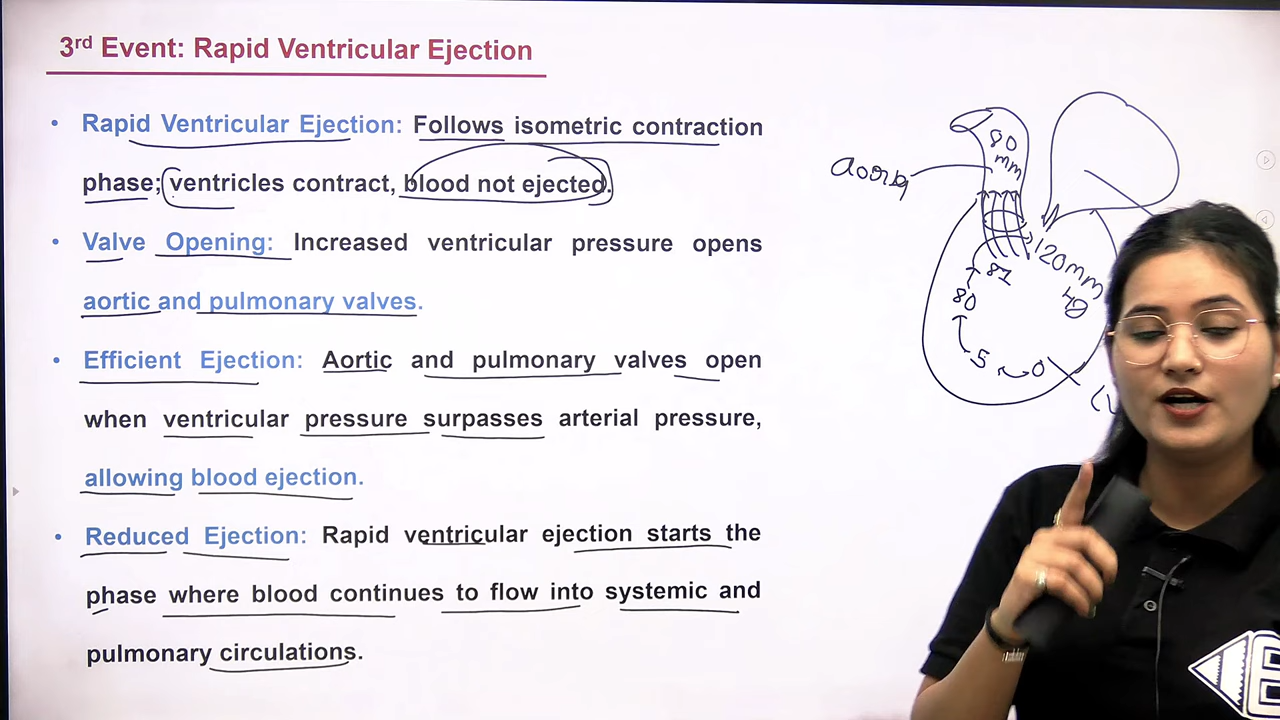 3rd Event: Rapid Ventricular Ejection
• Rapid Ventricular Ejection: Follows isometric contraction
phase; ventricles contract, blood not ejected.
• Valve Opening: Increased ventricular pressure opens
aortic and pulmonary valves.
• Efficient Ejection: Aortic and pulmonary valves open
when ventricular pressure surpasses arterial pressure,
allowing blood ejection.
• Reduced Ejection: Rapid ventricular ejection starts the
phase where blood continues to flow into systemic and
pulmonary circulations.
80
mm
120mm
Hg
81
80
5
0